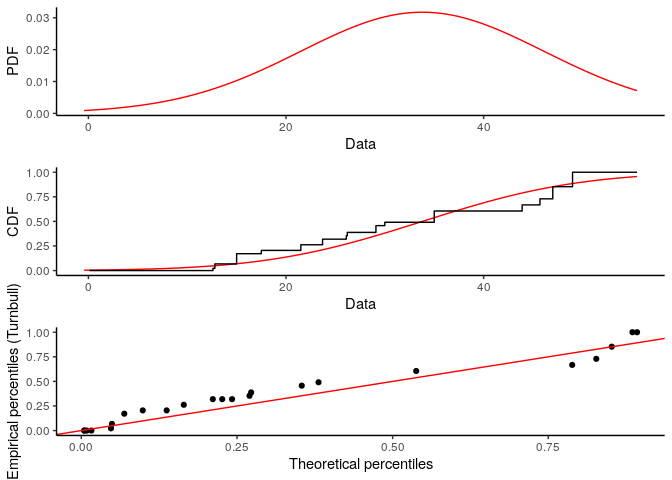 PDF
0.03
0.02
0.01
0.00
0 20 40
Data
CDF
1.00
0.75
0.50
0.25
0.00
0 20 40
Data
Empirical percentiles (Turnbull)
1.00
0.75
0.50
0.25
0.00
0.00 0.25 0.50 0.75
Theoretical percentiles